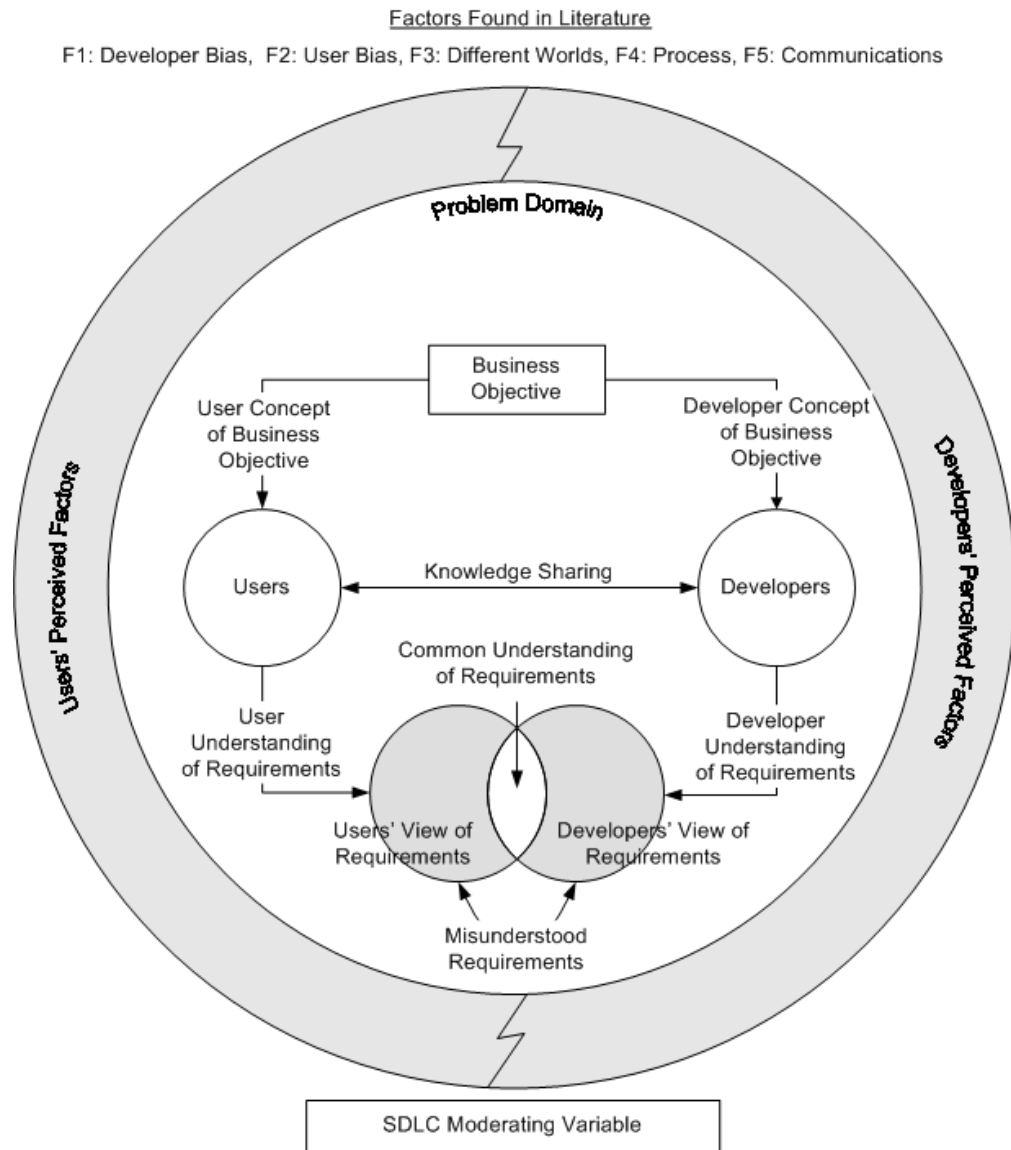 Factors Found in Literature
F1: Developer Bias, F2: User Bias, F3: Different Worlds, F4: Process, F5: Communications
Problem Domain
Business
Objective
User Concept
of Business
Objective
Developer Concept
of Business
Objective
Users' Perceived Factors
Developers' Perceived Factors
Users
Knowledge Sharing
Developers
Common Understanding
of Requirements
User
Understanding
of Requirements
Developer
Understanding
of Requirements
Users’ View of
Requirements
Developers’ View of
Requirements
Misunderstood
Requirements
SDLC Moderating Variable